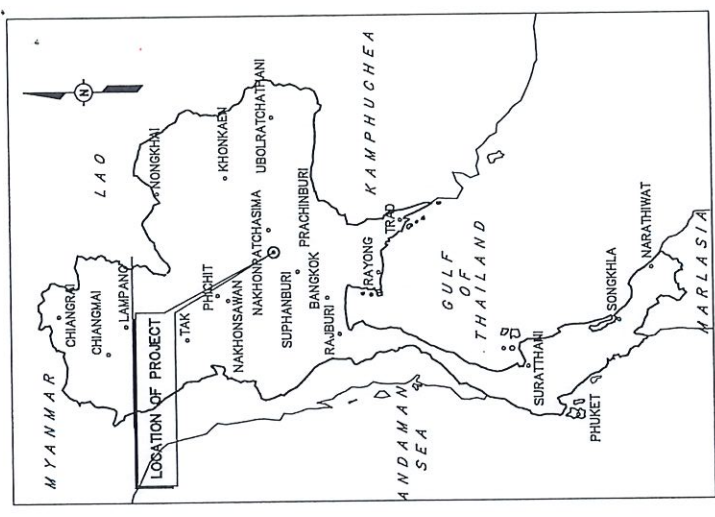 MYANMAR
LAO
N
CHIANGRAI
CHIANGMAI
LAMPANG
NONGKHAI
LOCATION OF PROJECT
TAK
PHICHIT
KHONKAEN
NAKHONSAWAN
NAKHONRATCHASIMA
UBOLRATCHATHANI
SUPHANBURI
PRACHINBURI
BANGKOK
RAJBURI
RAYONG
TRAD
KAMPHUCHEA
ANDAMAN
SEA
GULF
OF
THAILAND
SURATTHANI
PHUKET
SONGKHLA
NARATHIWAT
MARLASIA